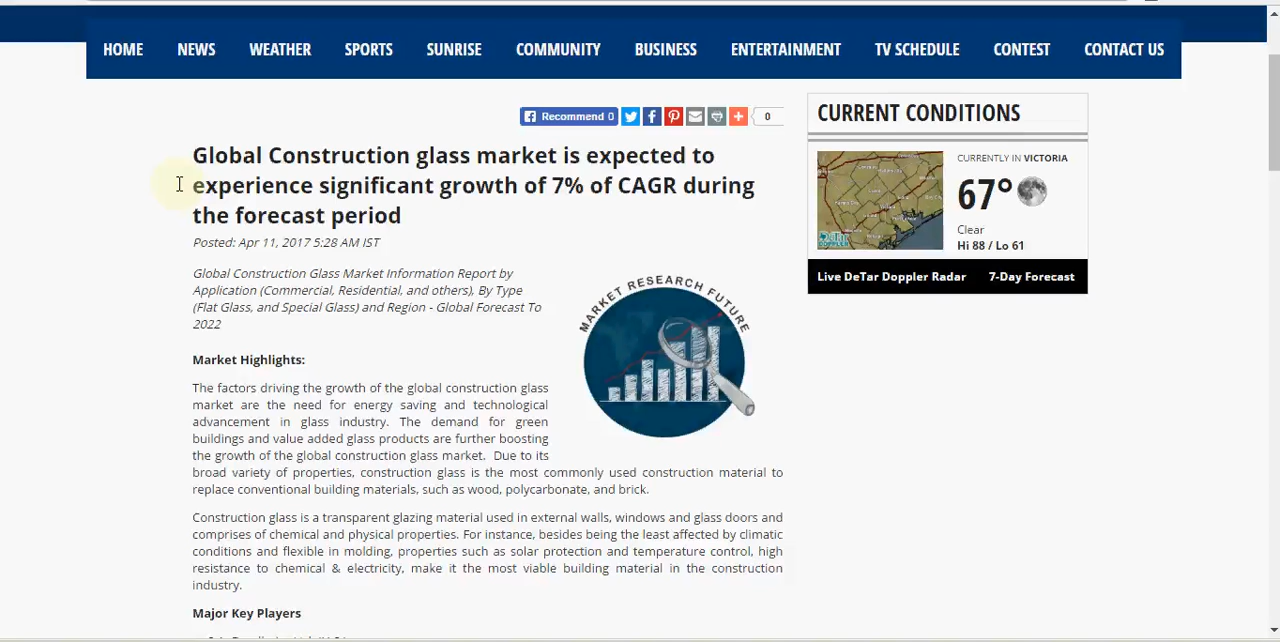 HOME NEWS WEATHER SPORTS SUNRISE COMMUNITY BUSINESS ENTERTAINMENT TV SCHEDULE CONTEST CONTACT US
Recommend 0
0
Global Construction glass market is expected to
experience significant growth of 7% of CAGR during
the forecast period
Posted: Apr 11, 2017 5:28 AM IST
Global Construction Glass Market Information Report by
Application (Commercial, Residential, and others), By Type
(Flat Glass, and Special Glass) and Region - Global Forecast To
2022
MARKET RESEARCH FUTURE
Market Highlights:
The factors driving the growth of the global construction glass
market are the need for energy saving and technological
advancement in glass industry. The demand for green
buildings and value added glass products are further boosting
the growth of the global construction glass market. Due to its
broad variety of properties, construction glass is the most commonly used construction material to
replace conventional building materials, such as wood, polycarbonate, and brick.
Construction glass is a transparent glazing material used in external walls, windows and glass doors and
comprises of chemical and physical properties. For instance, besides being the least affected by climatic
conditions and flexible in molding, properties such as solar protection and temperature control, high
resistance to chemical & electricity, make it the most viable building material in the construction
industry.
Major Key Players
CURRENT CONDITIONS
CURRENTLY IN VICTORIA
67°
Clear
Hi 88 / Lo 61
Live DeTar Doppler Radar 7-Day Forecast